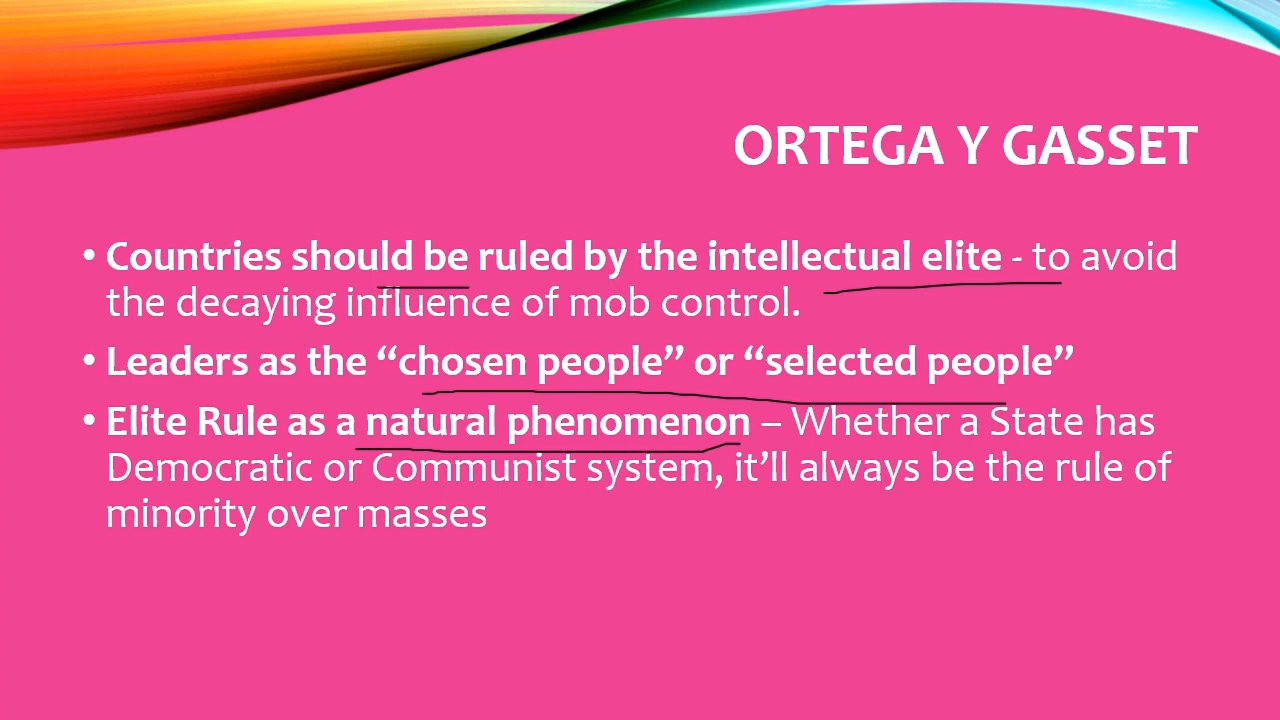 ORTEGA Y GASSET
• Countries should be ruled by the intellectual elite - to avoid
the decaying influence of mob control.
• Leaders as the “chosen people” or “selected people”
• Elite Rule as a natural phenomenon – Whether a State has
Democratic or Communist system, it’ll always be the rule of
minority over masses